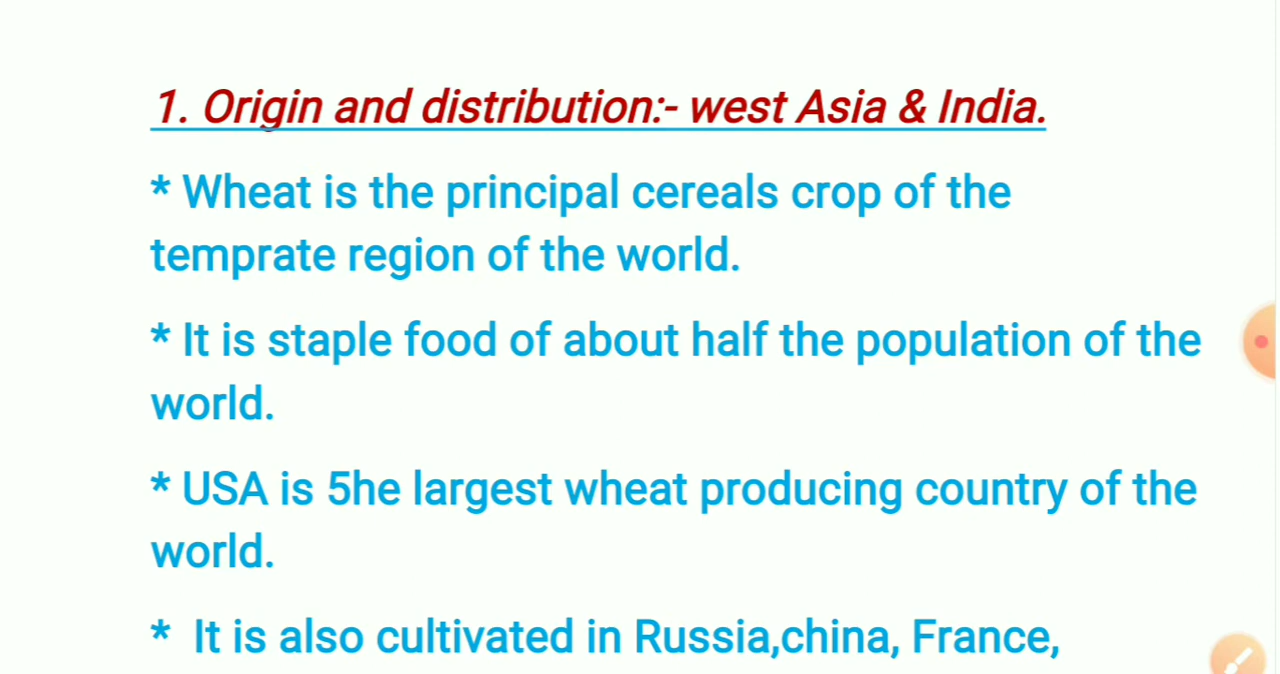 1. Origin and distribution:- west Asia & India.
* Wheat is the principal cereals crop of the
temprate region of the world.
* It is staple food of about half the population of the
world.
* USA is 5he largest wheat producing country of the
world.
* It is also cultivated in Russia,china, France,